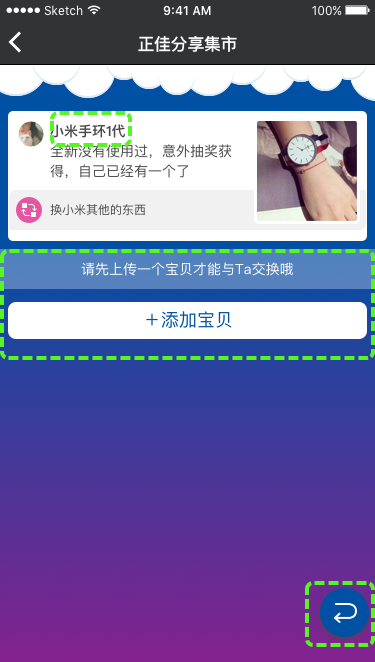 Sketch 9:41 AM 100%
正佳分享集市
小米手环1代
全新没有使用过，意外抽奖获
得，自己已经有一个了
换小米其他的东西
请先上传一个宝贝才能与Ta交换哦
＋添加宝贝